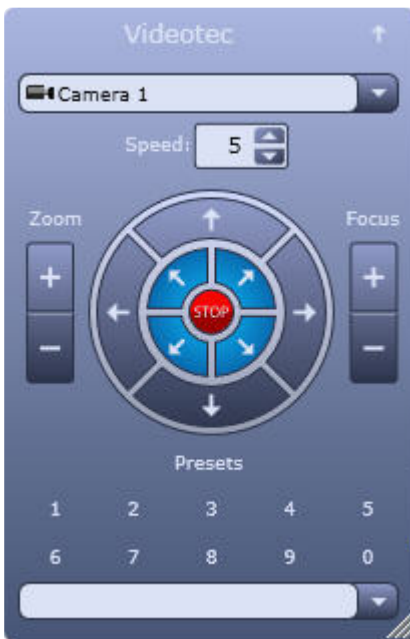 Videotec
Camera 1
Speed: 5
Zoom Focus
+ +
STOP
- -
Presets
1 2 3 4 5
6 7 8 9 0